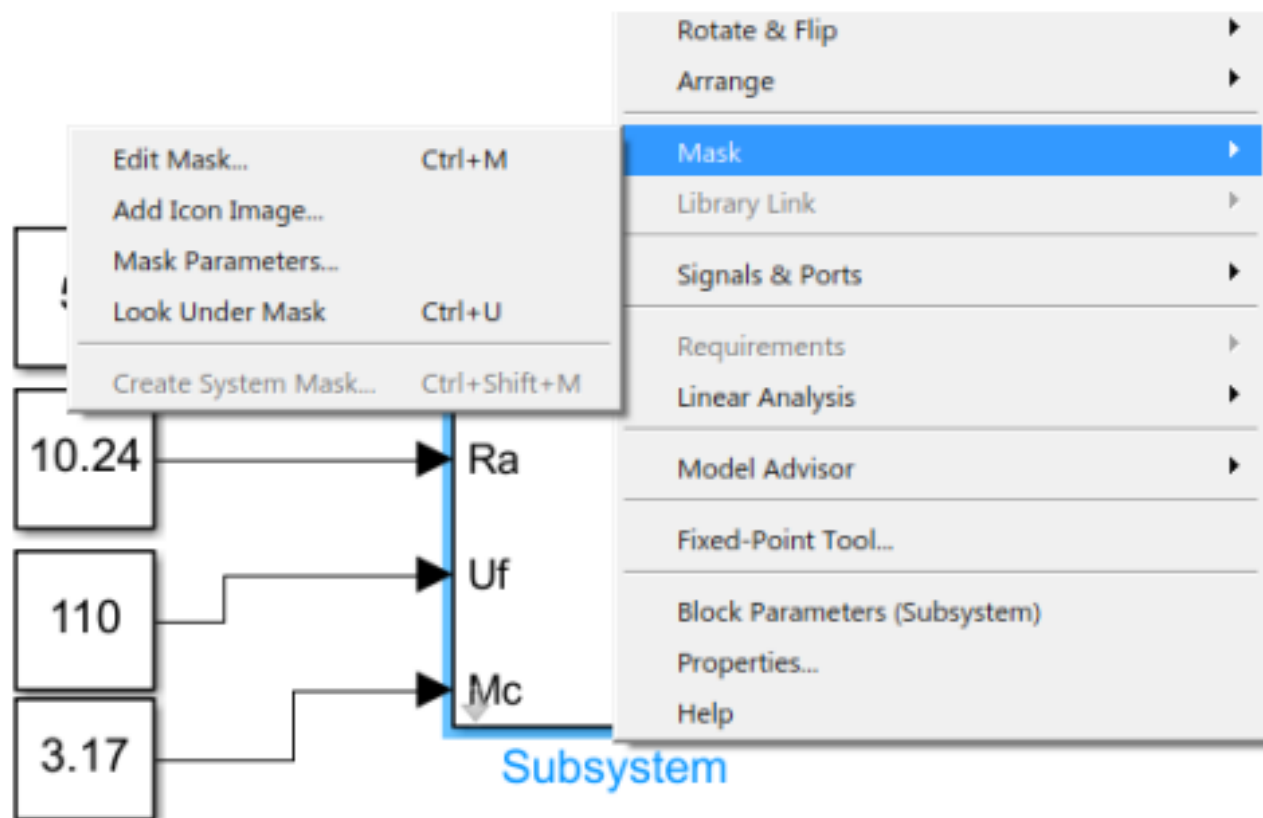 Rotate & Flip
Arrange
Mask
Library Link
Signals & Ports
Requirements
Linear Analysis
Model Advisor
Fixed-Point Tool...
Block Parameters (Subsystem)
Properties...
Help
Edit Mask... Ctrl+M
Add Icon Image...
Mask Parameters...
Look Under Mask Ctrl+U
Create System Mask... Ctrl+Shift+M
10.24
Ra
110
Uf
3.17
Mc
Subsystem